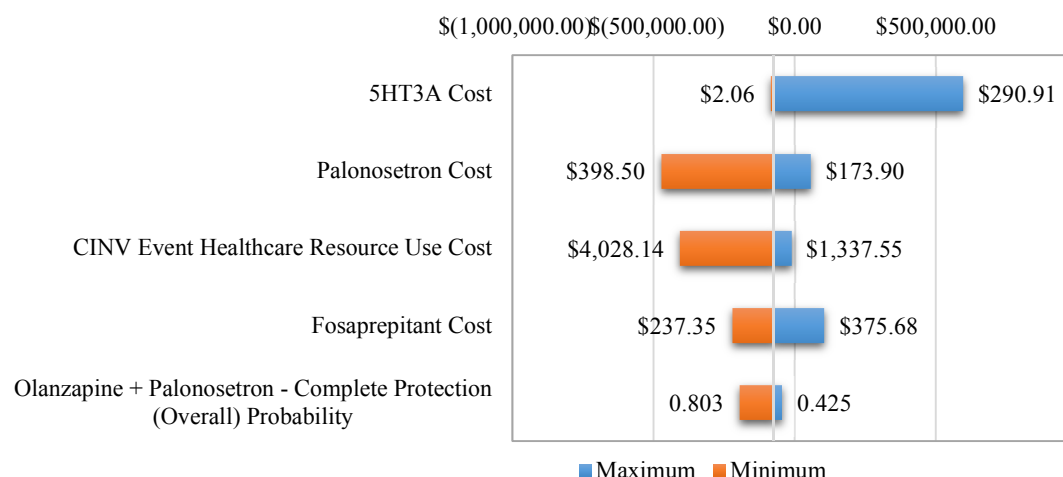 $(1,000,000.00) $(500,000.00) $0.00 $500,000.00
5HT3A Cost $2.06 $290.91
Palonosetron Cost $398.50 $173.90
CINV Event Healthcare Resource Use Cost $4,028.14 $1,337.55
Fosaprepitant Cost $237.35 $375.68
Olanzapine + Palonosetron - Complete Protection
(Overall) Probability 0.803 0.425
Maximum Minimum